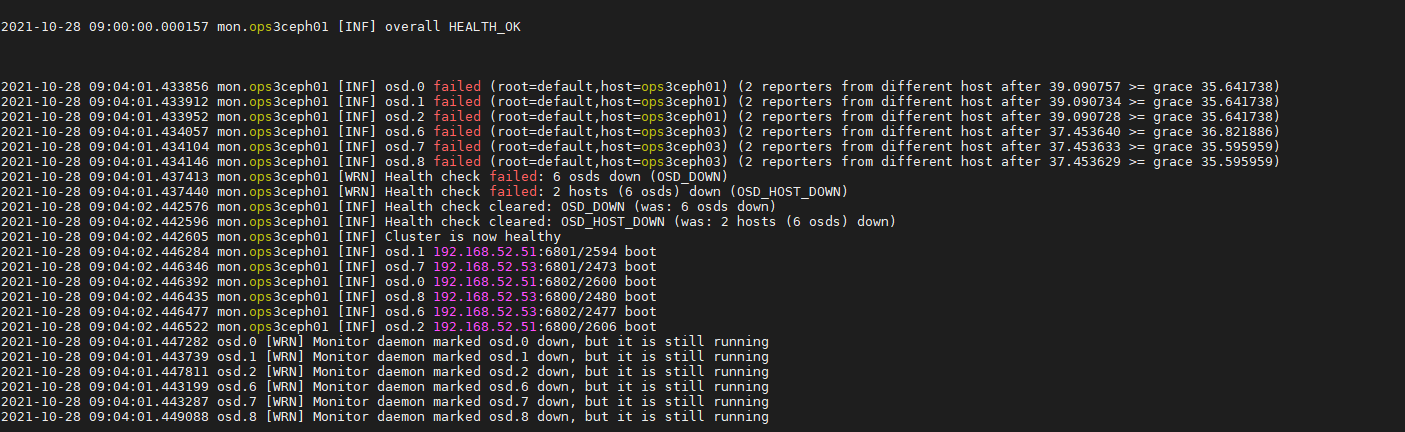 2021-10-28 09:00:00.000157 mon.ops3ceph01 [INF] overall HEALTH_OK
2021-10-28 09:04:01.433856 mon.ops3ceph01 [INF] osd.0 failed (root=default,host=ops3ceph01) (2 reporters from different host after 39.090757 >= grace 35.641738)
2021-10-28 09:04:01.433912 mon.ops3ceph01 [INF] osd.1 failed (root=default,host=ops3ceph01) (2 reporters from different host after 39.090734 >= grace 35.641738)
2021-10-28 09:04:01.433952 mon.ops3ceph01 [INF] osd.2 failed (root=default,host=ops3ceph01) (2 reporters from different host after 39.090728 >= grace 35.641738)
2021-10-28 09:04:01.434057 mon.ops3ceph01 [INF] osd.6 failed (root=default,host=ops3ceph03) (2 reporters from different host after 37.453640 >= grace 36.821886)
2021-10-28 09:04:01.434104 mon.ops3ceph01 [INF] osd.7 failed (root=default,host=ops3ceph03) (2 reporters from different host after 37.453633 >= grace 35.595959)
2021-10-28 09:04:01.434146 mon.ops3ceph01 [INF] osd.8 failed (root=default,host=ops3ceph03) (2 reporters from different host after 37.453629 >= grace 35.595959)
2021-10-28 09:04:01.437413 mon.ops3ceph01 [WRN] Health check failed: 6 osds down (OSD_DOWN)
2021-10-28 09:04:01.437440 mon.ops3ceph01 [WRN] Health check failed: 2 hosts (6 osds) down (OSD_HOST_DOWN)
2021-10-28 09:04:02.442576 mon.ops3ceph01 [INF] Health check cleared: OSD_DOWN (was: 6 osds down)
2021-10-28 09:04:02.442596 mon.ops3ceph01 [INF] Health check cleared: OSD_HOST_DOWN (was: 2 hosts (6 osds) down)
2021-10-28 09:04:02.442605 mon.ops3ceph01 [INF] Cluster is now healthy
2021-10-28 09:04:02.446284 mon.ops3ceph01 [INF] osd.1 192.168.52.51:6801/2594 boot
2021-10-28 09:04:02.446346 mon.ops3ceph01 [INF] osd.7 192.168.52.53:6801/2473 boot
2021-10-28 09:04:02.446392 mon.ops3ceph01 [INF] osd.0 192.168.52.51:6802/2600 boot
2021-10-28 09:04:02.446435 mon.ops3ceph01 [INF] osd.8 192.168.52.53:6800/2480 boot
2021-10-28 09:04:02.446477 mon.ops3ceph01 [INF] osd.6 192.168.52.53:6802/2477 boot
2021-10-28 09:04:02.446522 mon.ops3ceph01 [INF] osd.2 192.168.52.51:6800/2606 boot
2021-10-28 09:04:01.447282 osd.0 [WRN] Monitor daemon marked osd.0 down, but it is still running
2021-10-28 09:04:01.443739 osd.1 [WRN] Monitor daemon marked osd.1 down, but it is still running
2021-10-28 09:04:01.447811 osd.2 [WRN] Monitor daemon marked osd.2 down, but it is still running
2021-10-28 09:04:01.443199 osd.6 [WRN] Monitor daemon marked osd.6 down, but it is still running
2021-10-28 09:04:01.443287 osd.7 [WRN] Monitor daemon marked osd.7 down, but it is still running
2021-10-28 09:04:01.449088 osd.8 [WRN] Monitor daemon marked osd.8 down, but it is still running